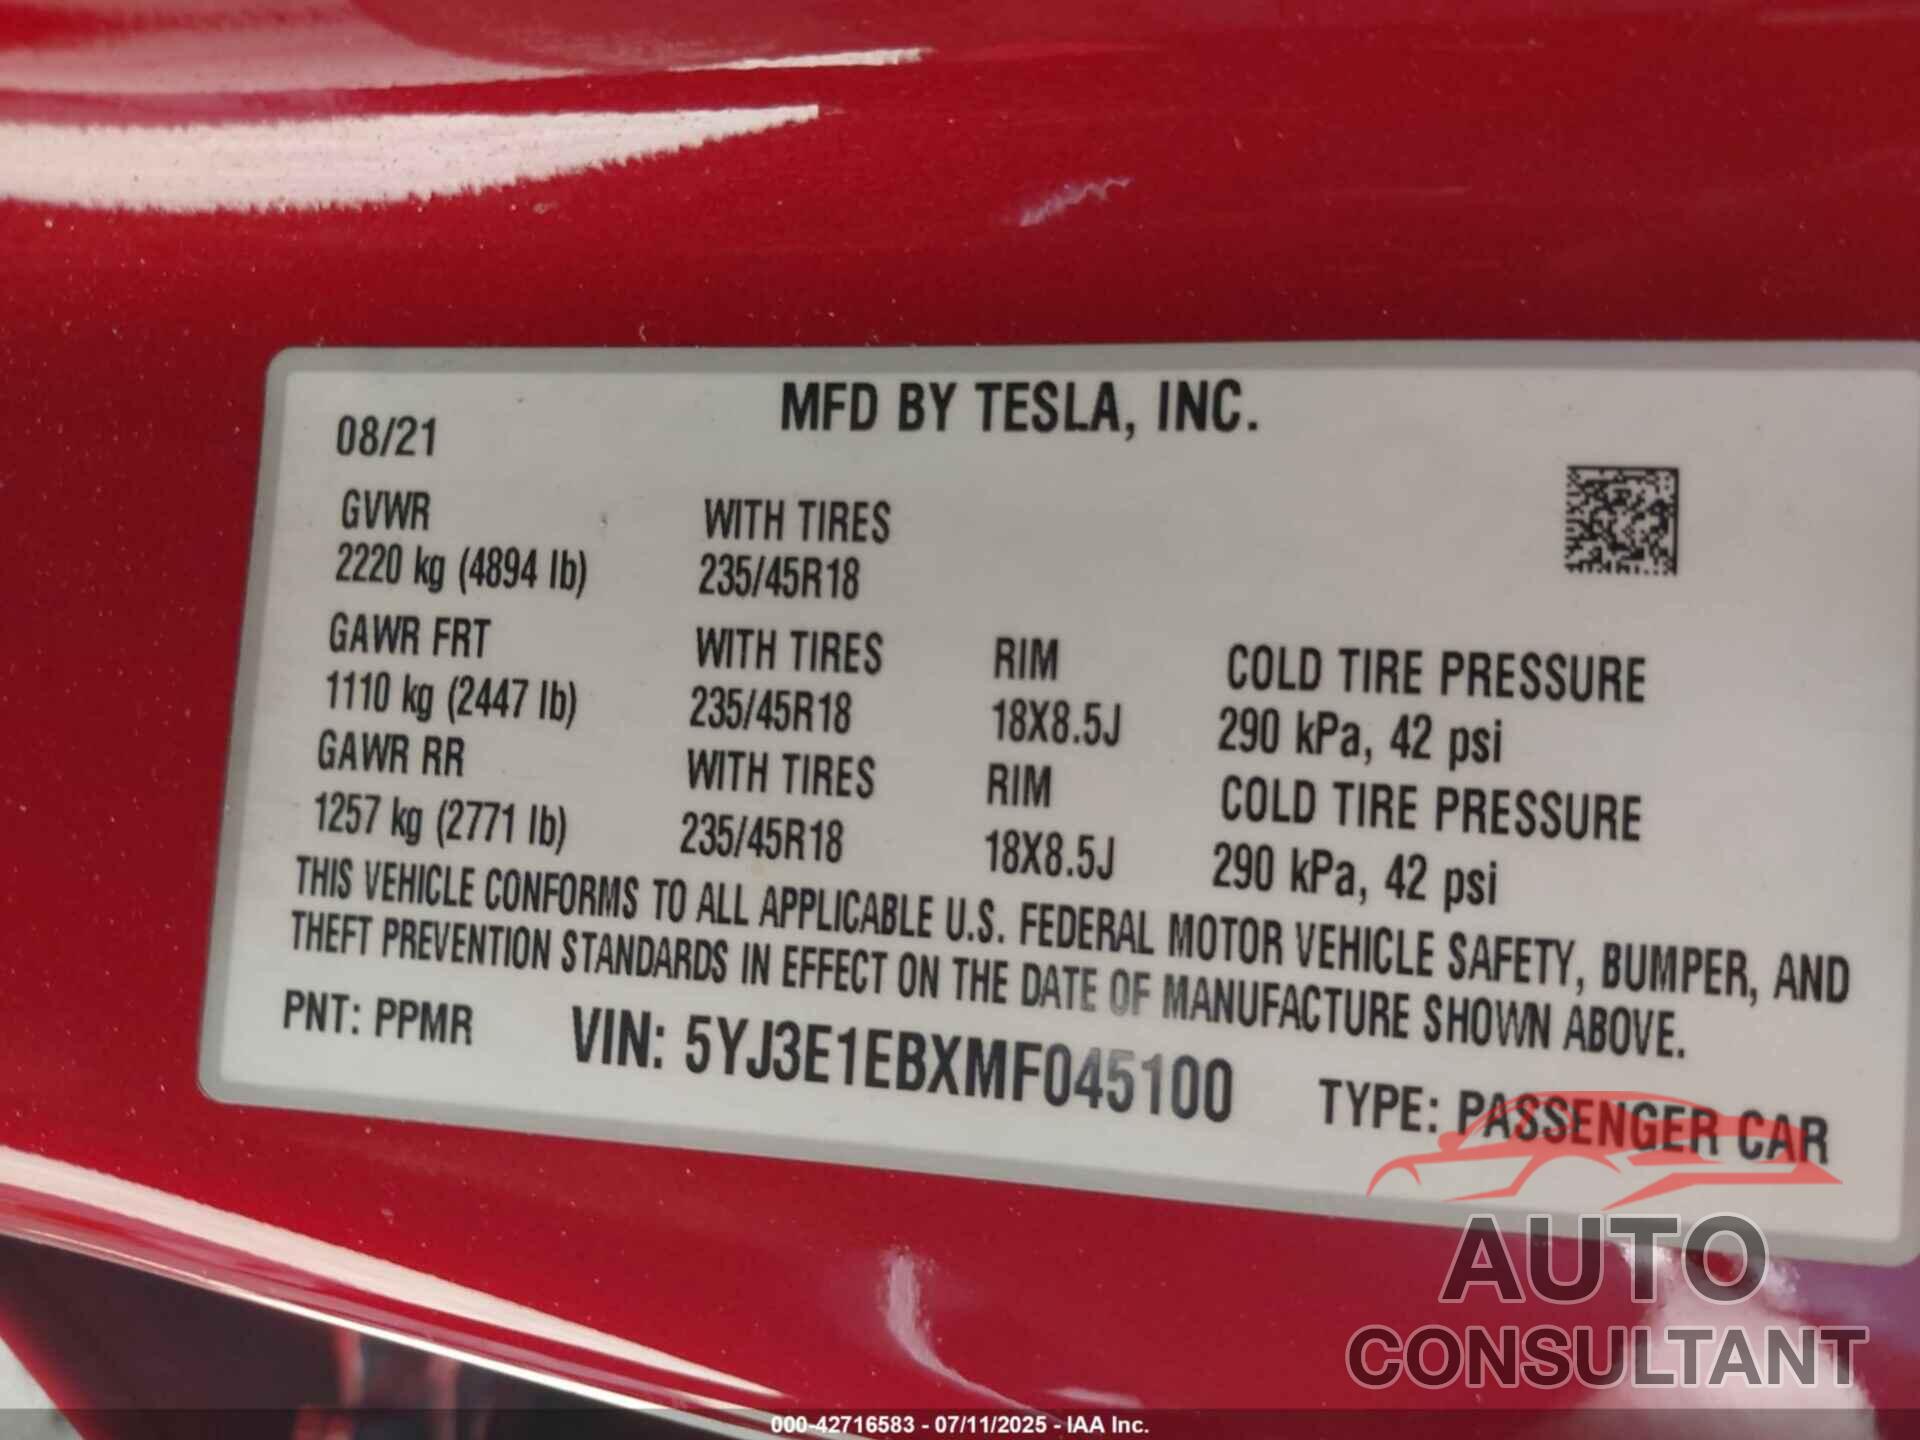 MFD BY TESLA, INC.
08/21
GVWR WITH TIRES
2220 kg (4894 lb) 235/45R18
GAWR FRT WITH TIRES RIM COLD TIRE PRESSURE
1110 kg (2447 lb) 235/45R18 18X8.5J 290 kPa, 42 psi
GAWR RR WITH TIRES RIM COLD TIRE PRESSURE
1257 kg (2771 lb) 235/45R18 18X8.5J 290 kPa, 42 psi
THIS VEHICLE CONFORMS TO ALL APPLICABLE U.S. FEDERAL MOTOR VEHICLE SAFETY, BUMPER, AND
THEFT PREVENTION STANDARDS IN EFFECT ON THE DATE OF MANUFACTURE SHOWN ABOVE.
PNT: PPMR VIN: 5YJ3E1EBXMF045100 TYPE: PASSENGER CAR
AUTO
CONSULTANT
000-42716583 - 07/11/2025 - IAA Inc.